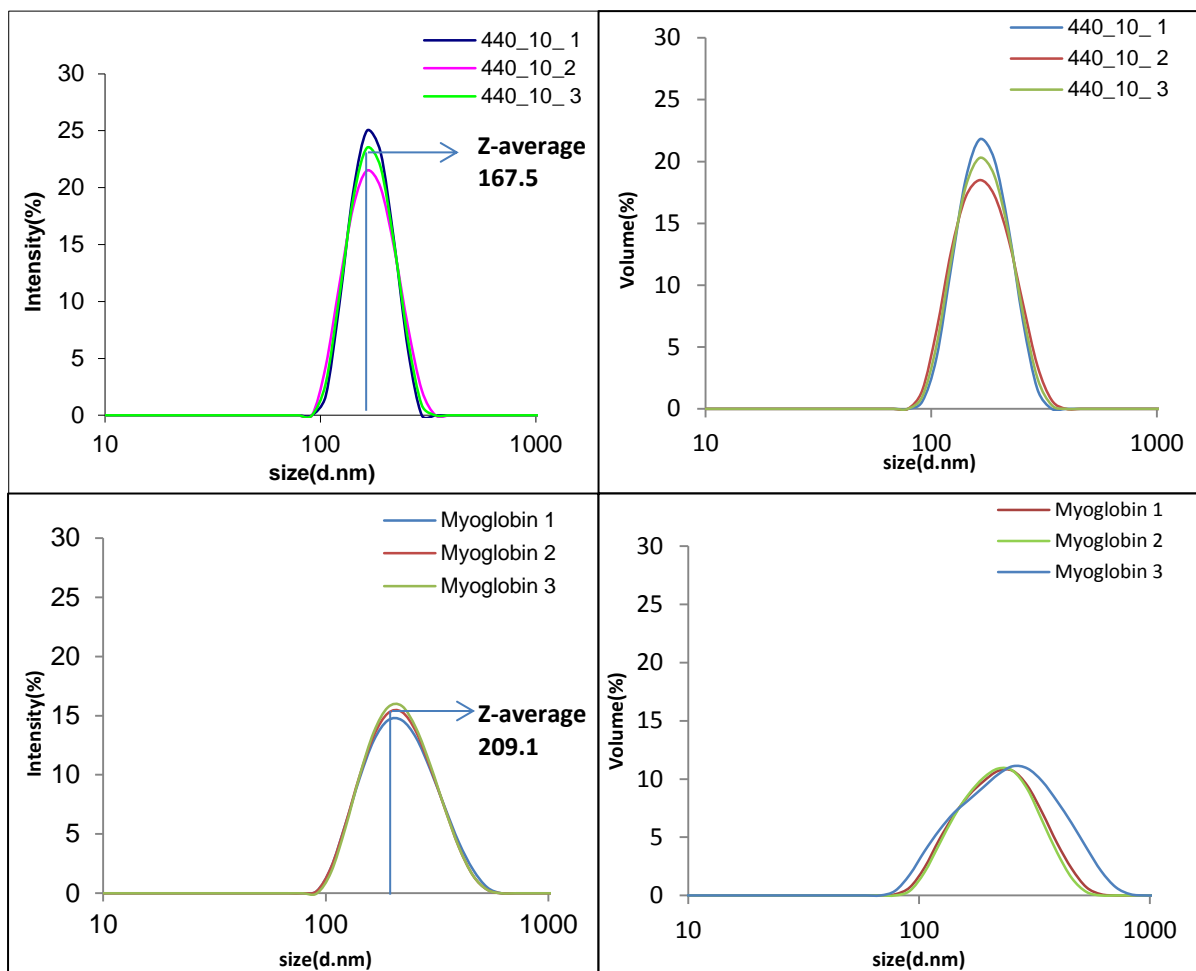 440_10_ 1
440_10_2
440_10_ 3
30
25
20
15
10
5
0
Intensity(%)
Z-average
167.5
10 100 1000
size(d.nm)
440_10_ 1
440_10_ 2
440_10_ 3
30
25
20
15
10
5
0
Volume(%)
10 100 1000
size(d.nm)
Myoglobin 1
Myoglobin 2
Myoglobin 3
30
25
20
15
10
5
0
Intensity(%)
Z-average
209.1
10 100 1000
size(d.nm)
Myoglobin 1
Myoglobin 2
Myoglobin 3
30
25
20
15
10
5
0
Volume(%)
10 100 1000
size(d.nm)